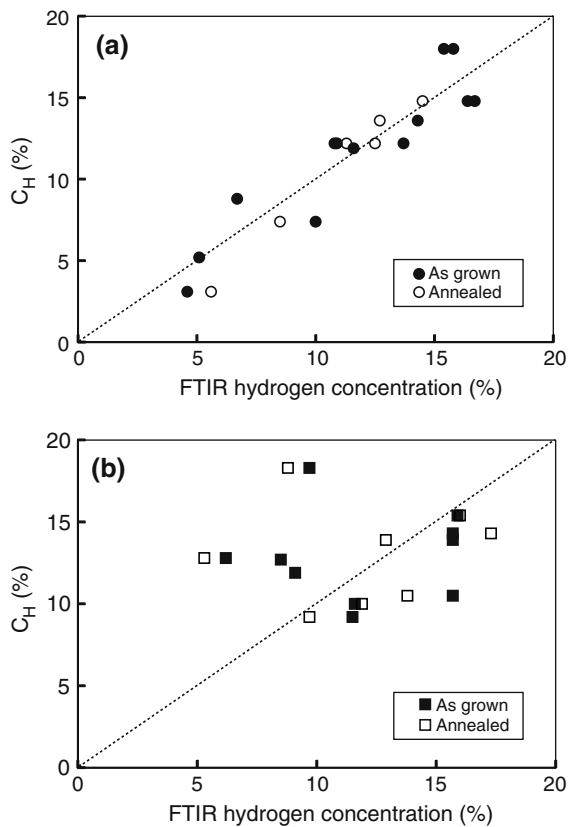 20
(a)
15
C_H (%)
10
5
As grown
Annealed
0
0 5 10 15 20
FTIR hydrogen concentration (%)
20
(b)
15
C_H (%)
10
5
As grown
Annealed
0
0 5 10 15 20
FTIR hydrogen concentration (%)